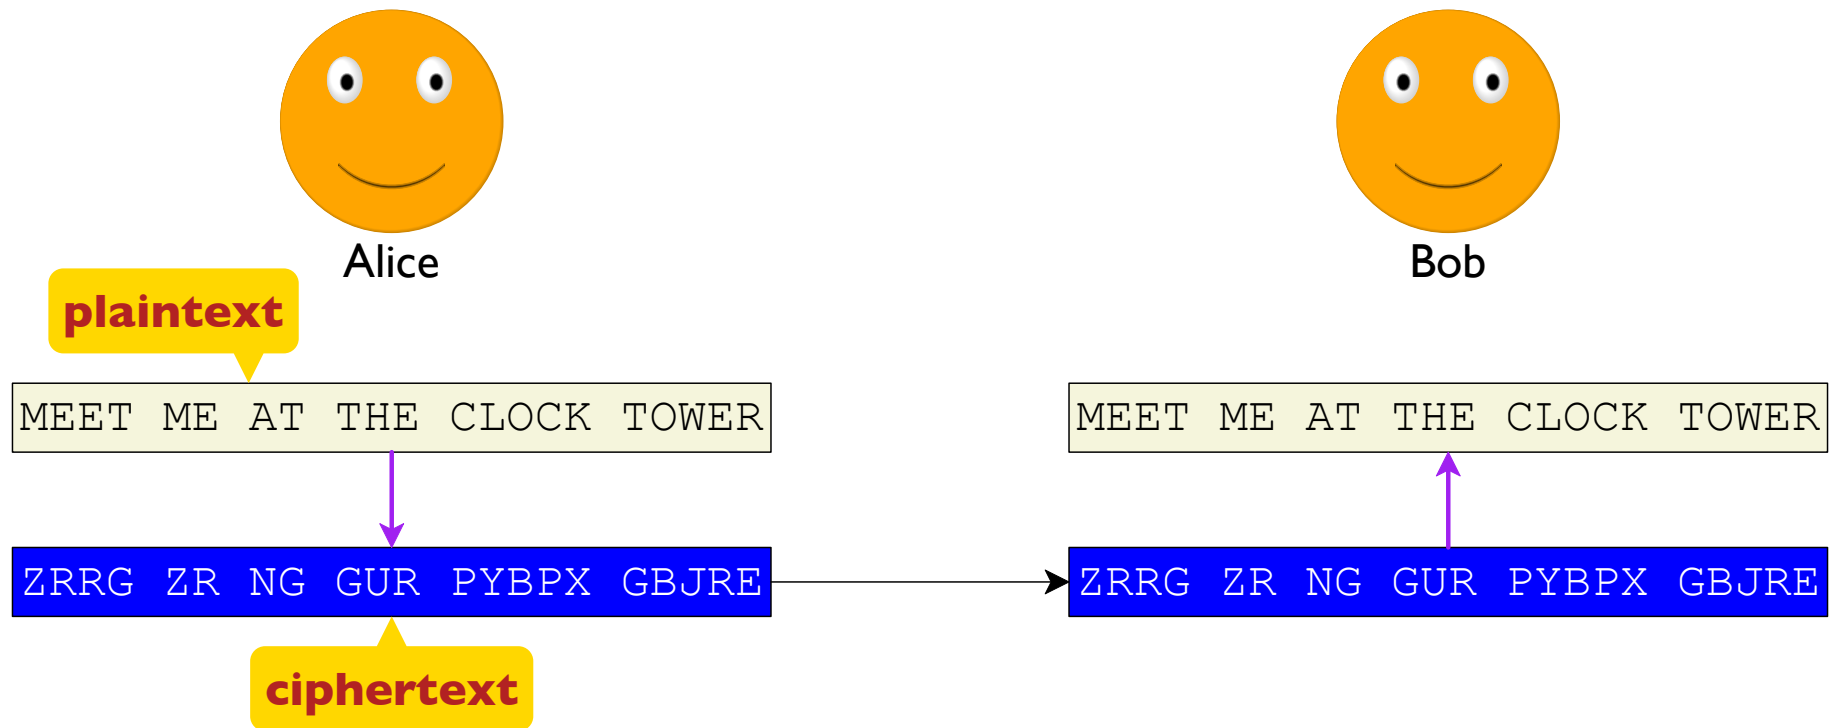 Alice
Bob
plaintext
MEET ME AT THE CLOCK TOWER
MEET ME AT THE CLOCK TOWER
ZRRG ZR NG GUR PYBPX GBJRE
ZRRG ZR NG GUR PYBPX GBJRE
ciphertext